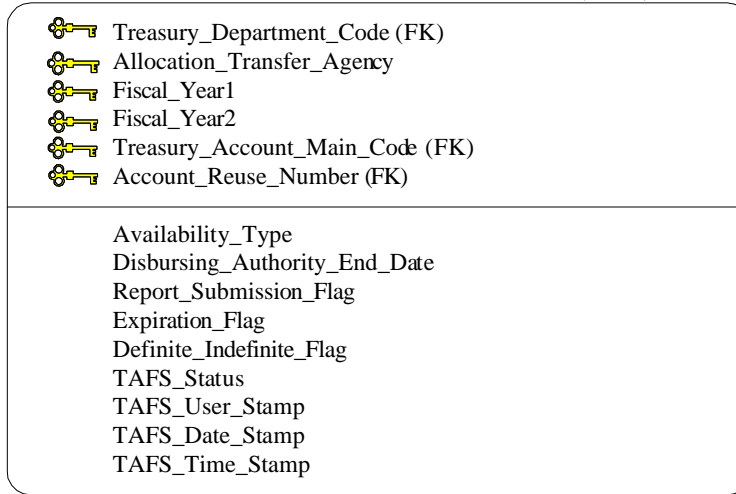 Treasury_Department_Code (FK)
Allocation_Transfer_Agency
Fiscal_Year1
Fiscal_Year2
Treasury_Account_Main_Code (FK)
Account_Reuse_Number (FK)
Availability_Type
Disbursing_Authority_End_Date
Report_Submission_Flag
Expiration_Flag
Definite_Indefinite_Flag
TAFS_Status
TAFS_User_Stamp
TAFS_Date_Stamp
TAFS_Time_Stamp